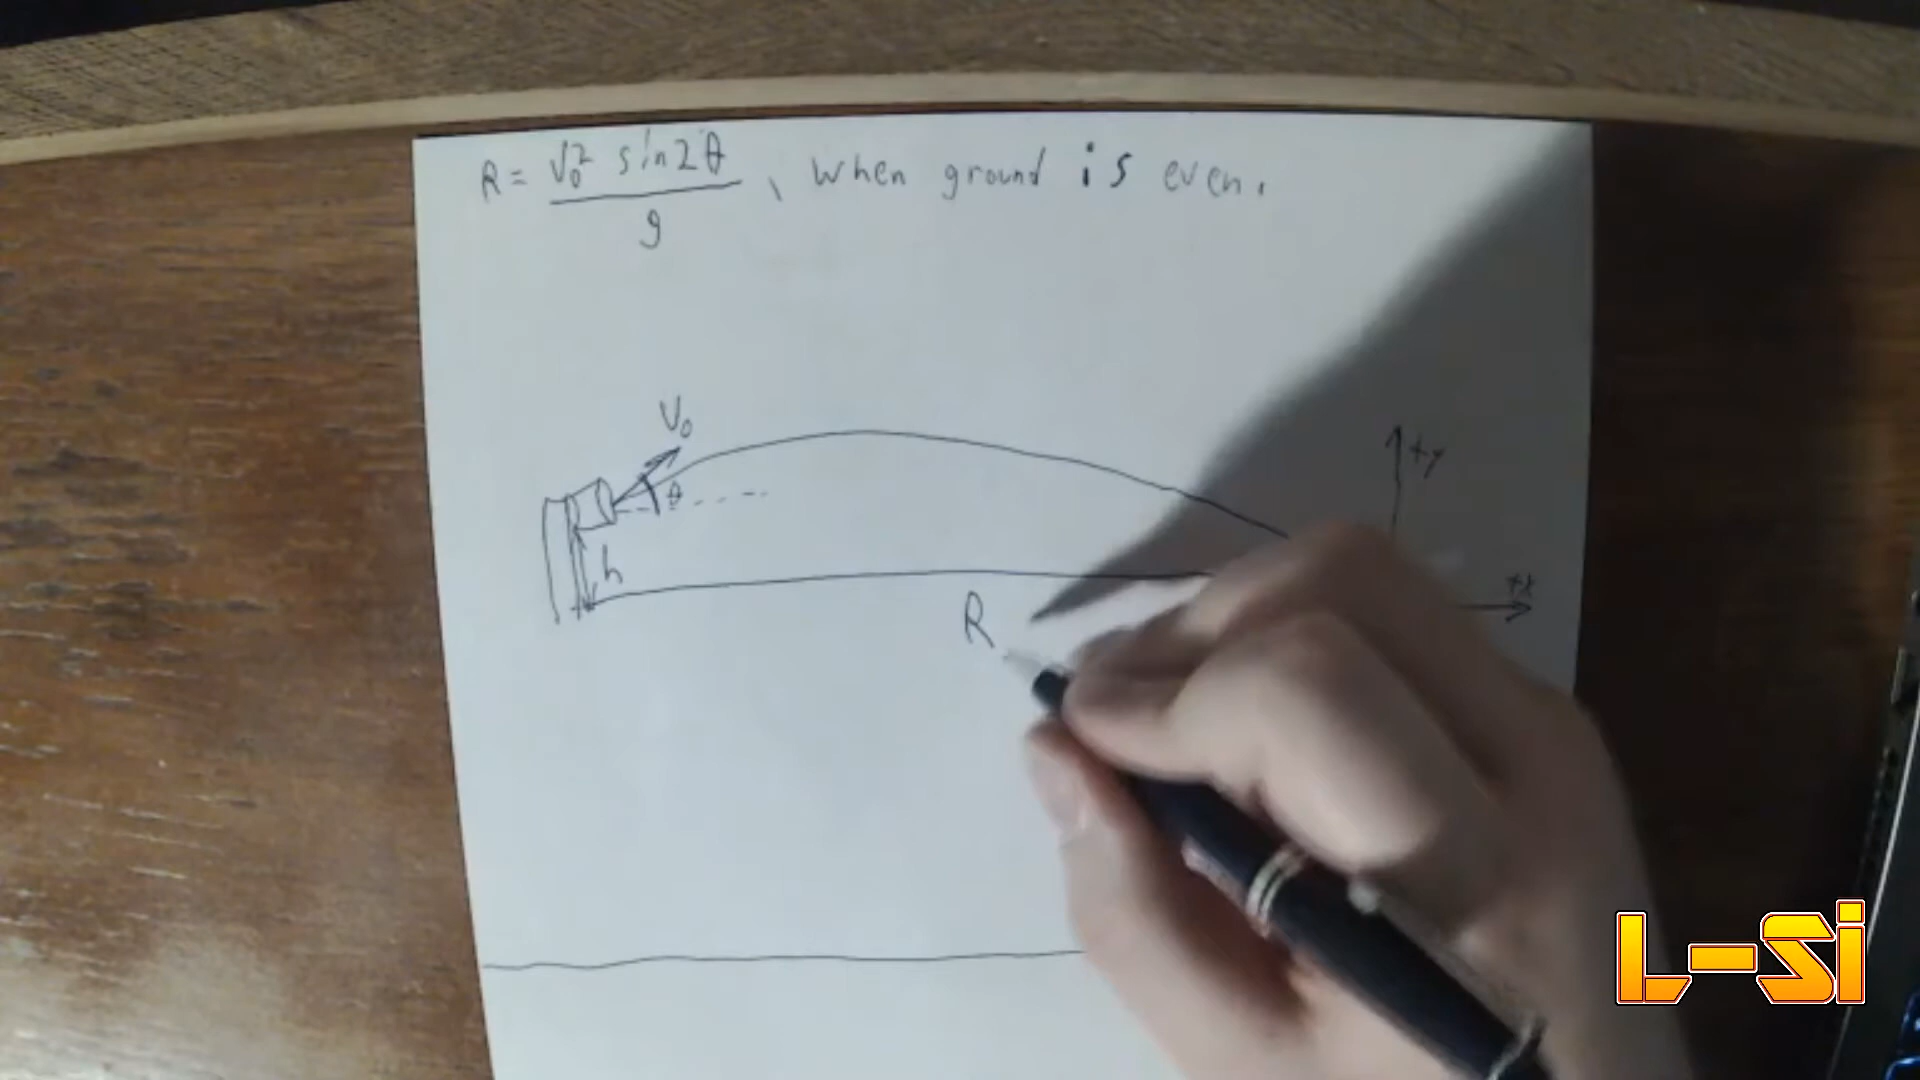 R = V₀² sin2θ / g , when ground is even.
V₀
θ
h
R
+y
+x
L-Si